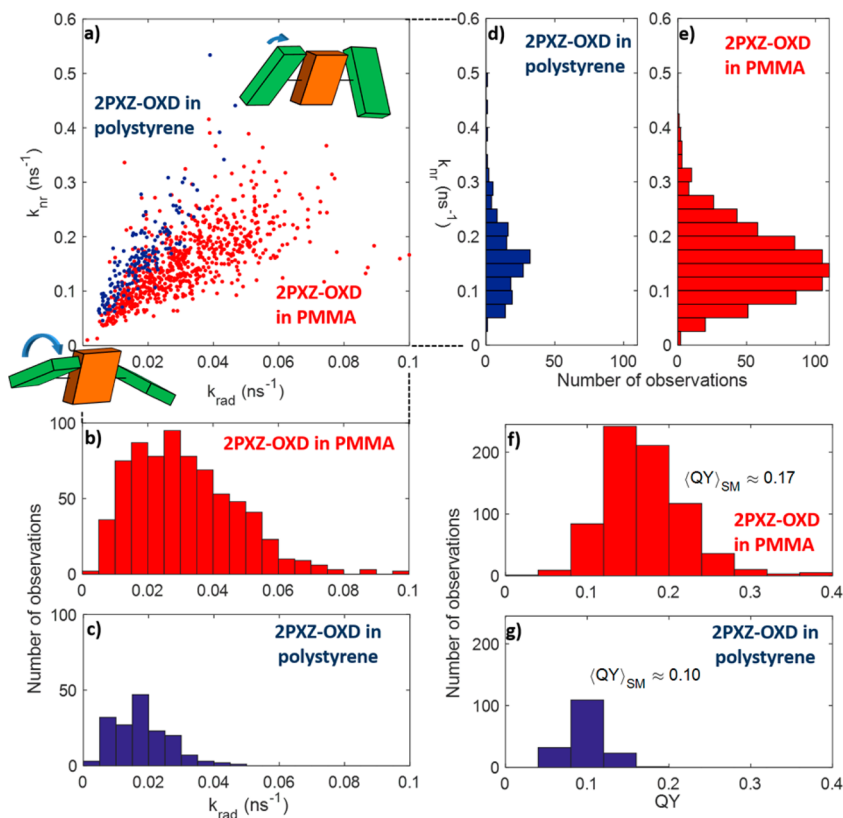 a)
2PXZ-OXD in
polystyrene
2PXZ-OXD
in PMMA
k_nr (ns⁻¹)
0.6
0.5
0.4
0.3
0.2
0.1
0
0.02 0.04 0.06 0.08 0.1
k_rad (ns⁻¹)
d)
2PXZ-OXD in
polystyrene
k_nr (ns⁻¹)
0.6
0.5
0.4
0.3
0.2
0.1
0
0 50 100
e)
2PXZ-OXD
in PMMA
0.6
0.5
0.4
0.3
0.2
0.1
0
0 50 100
Number of observations
b)
2PXZ-OXD in PMMA
100
50
0
0 0.02 0.04 0.06 0.08 0.1
c)
2PXZ-OXD in
polystyrene
100
50
0
0 0.02 0.04 0.06 0.08 0.1
k_rad (ns⁻¹)
Number of observations
f)
⟨QY⟩_SM ≈ 0.17
2PXZ-OXD
in PMMA
200
100
0
0 0.1 0.2 0.3 0.4
g)
2PXZ-OXD in
polystyrene
⟨QY⟩_SM ≈ 0.10
200
100
0
0 0.1 0.2 0.3 0.4
QY
Number of observations